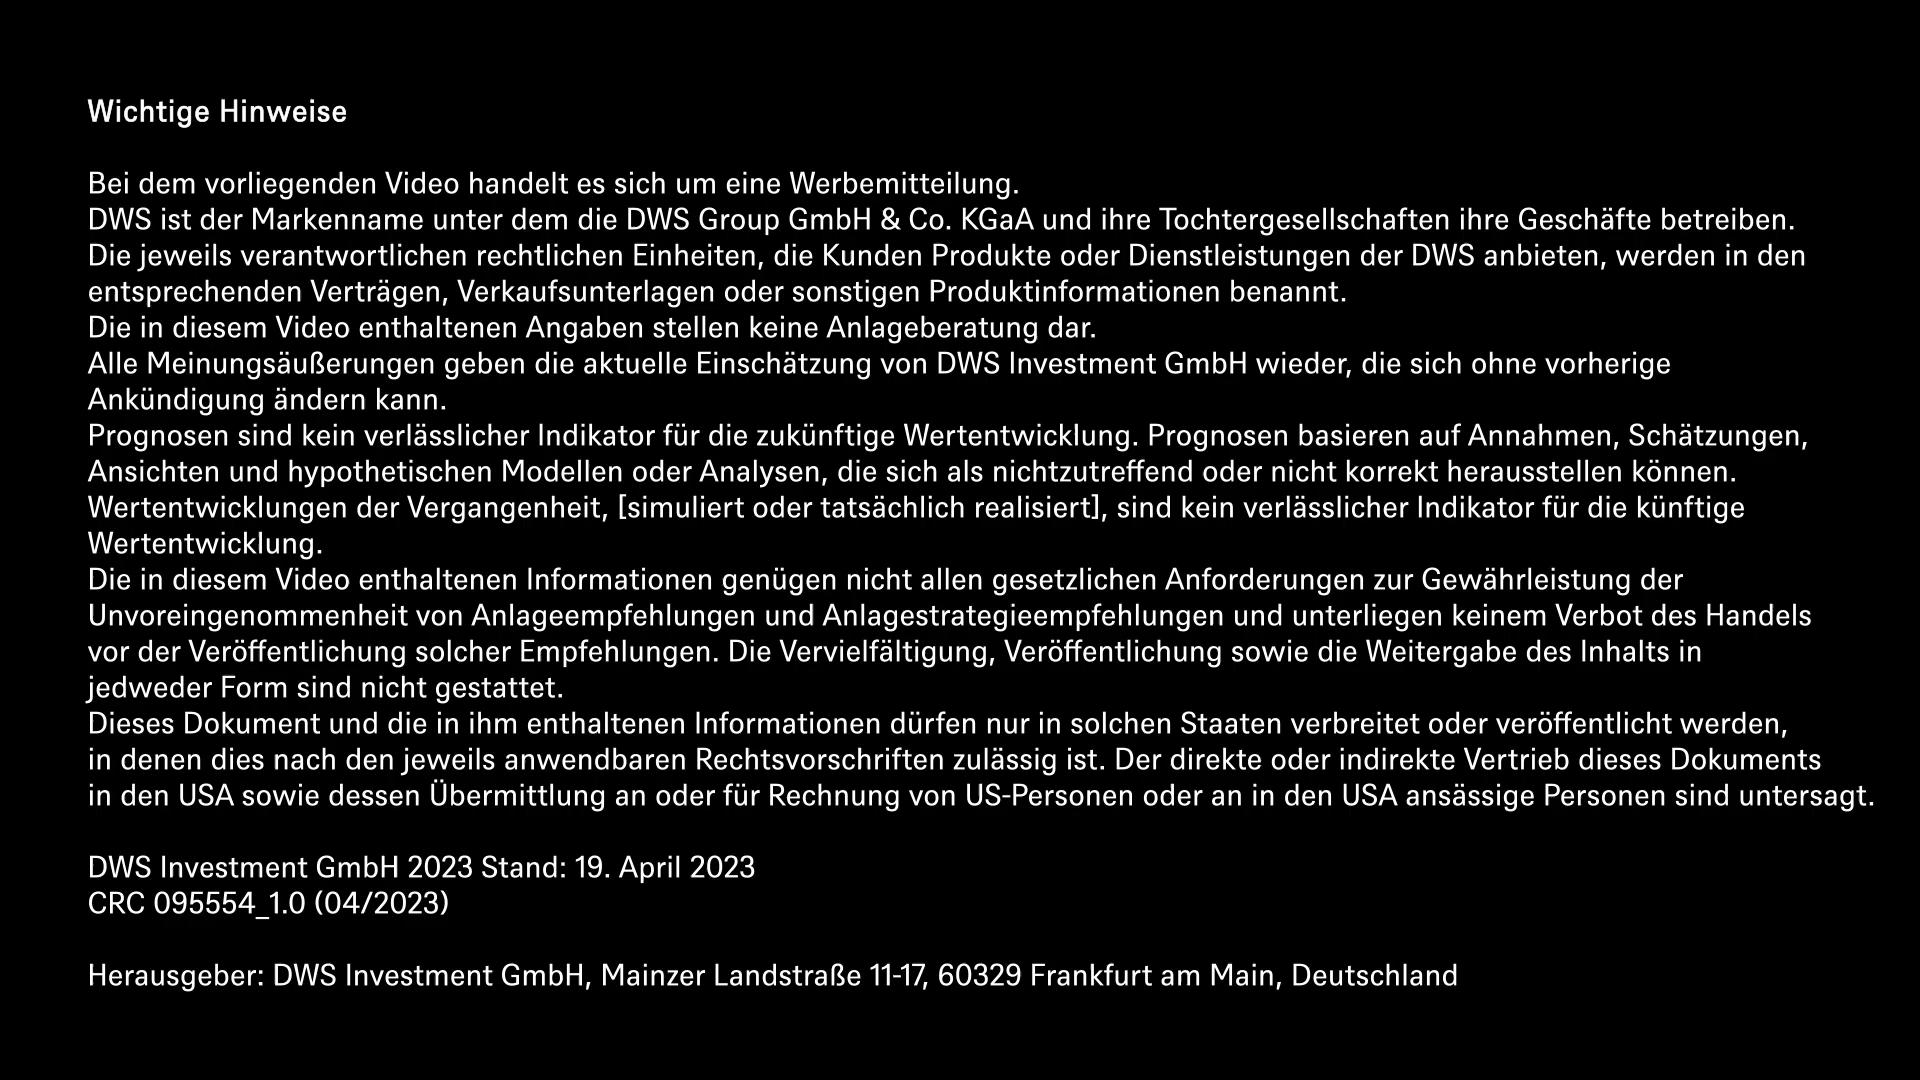 Wichtige Hinweise
Bei dem vorliegenden Video handelt es sich um eine Werbemitteilung.
DWS ist der Markenname unter dem die DWS Group GmbH & Co. KGaA und ihre Tochtergesellschaften ihre Geschäfte betreiben.
Die jeweils verantwortlichen rechtlichen Einheiten, die Kunden Produkte oder Dienstleistungen der DWS anbieten, werden in den
entsprechenden Verträgen, Verkaufsunterlagen oder sonstigen Produktinformationen benannt.
Die in diesem Video enthaltenen Angaben stellen keine Anlageberatung dar.
Alle Meinungsäußerungen geben die aktuelle Einschätzung von DWS Investment GmbH wieder, die sich ohne vorherige
Ankündigung ändern kann.
Prognosen sind kein verlässlicher Indikator für die zukünftige Wertentwicklung. Prognosen basieren auf Annahmen, Schätzungen,
Ansichten und hypothetischen Modellen oder Analysen, die sich als nichtzutreffend oder nicht korrekt herausstellen können.
Wertentwicklungen der Vergangenheit, [simuliert oder tatsächlich realisiert], sind kein verlässlicher Indikator für die künftige
Wertentwicklung.
Die in diesem Video enthaltenen Informationen genügen nicht allen gesetzlichen Anforderungen zur Gewährleistung der
Unvoreingenommenheit von Anlageempfehlungen und Anlagestrategieempfehlungen und unterliegen keinem Verbot des Handels
vor der Veröffentlichung solcher Empfehlungen. Die Vervielfältigung, Veröffentlichung sowie die Weitergabe des Inhalts in
jedweder Form sind nicht gestattet.
Dieses Dokument und die in ihm enthaltenen Informationen dürfen nur in solchen Staaten verbreitet oder veröffentlicht werden,
in denen dies nach den jeweils anwendbaren Rechtsvorschriften zulässig ist. Der direkte oder indirekte Vertrieb dieses Dokuments
in den USA sowie dessen Übermittlung an oder für Rechnung von US-Personen oder an in den USA ansässige Personen sind untersagt.
DWS Investment GmbH 2023 Stand: 19. April 2023
CRC 095554_1.0 (04/2023)
Herausgeber: DWS Investment GmbH, Mainzer Landstraße 11-17, 60329 Frankfurt am Main, Deutschland